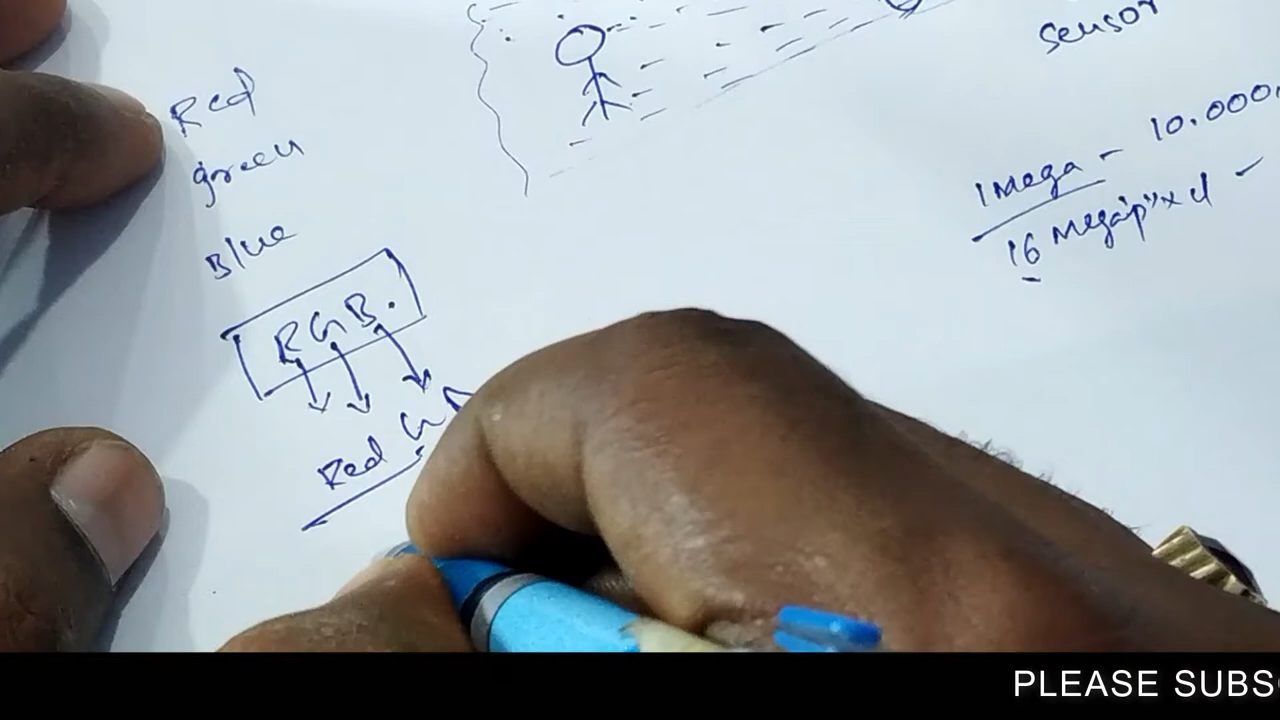 sensor
Red
green
Blue
1 Mega - 10.000
16 Megapixel -
RGB.
Red G
PLEASE SUBS